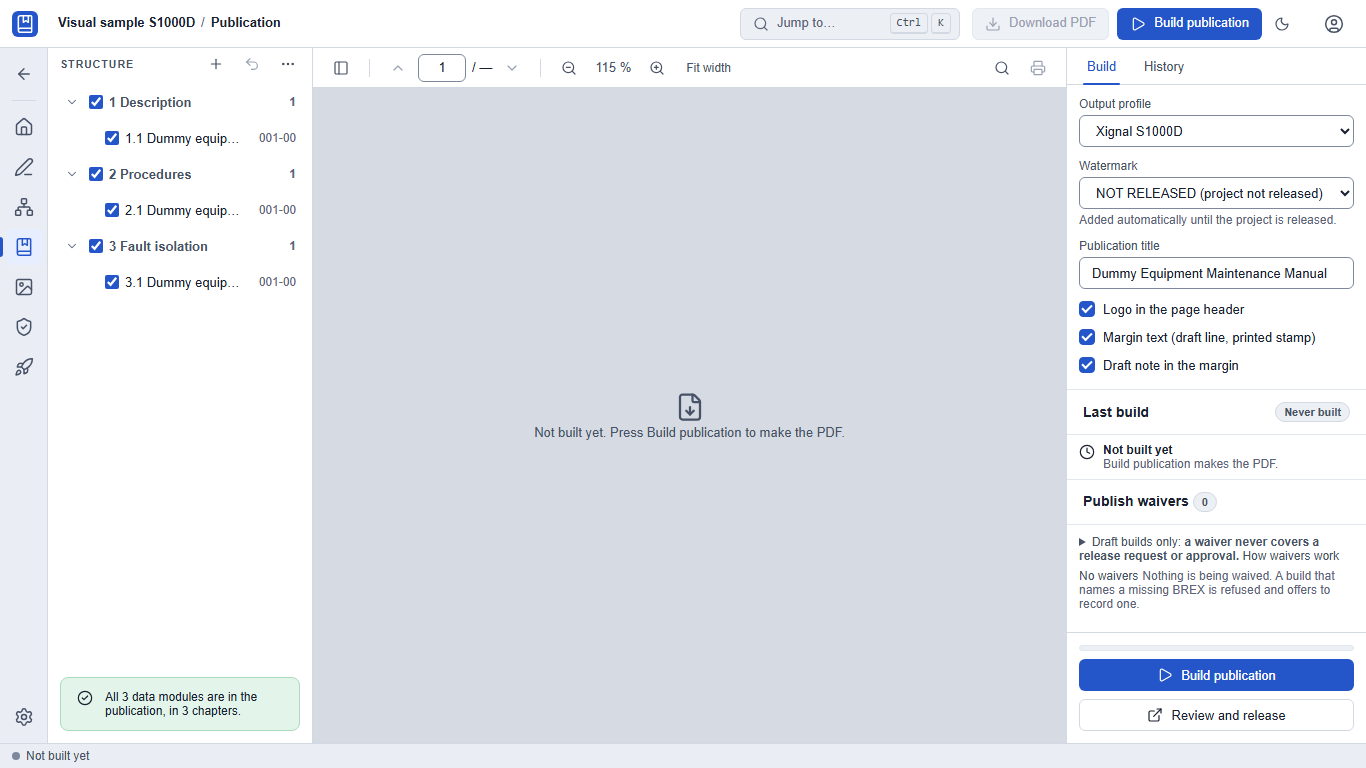 Visual sample S1000D / Publication
Jump to… Ctrl K
Download PDF
Build publication
STRUCTURE
1 Description 1
1.1 Dummy equip… 001-00
2 Procedures 1
2.1 Dummy equip… 001-00
3 Fault isolation 1
3.1 Dummy equip… 001-00
All 3 data modules are in the
publication, in 3 chapters.
1 / —
115 %
Fit width
Not built yet. Press Build publication to make the PDF.
Build History
Output profile
Xignal S1000D
Watermark
NOT RELEASED (project not released)
Added automatically until the project is released.
Publication title
Dummy Equipment Maintenance Manual
Logo in the page header
Margin text (draft line, printed stamp)
Draft note in the margin
Last build Never built
Not built yet
Build publication makes the PDF.
Publish waivers 0
Draft builds only: a waiver never covers a
release request or approval. How waivers work
No waivers Nothing is being waived. A build that
names a missing BREX is refused and offers to
record one.
Build publication
Review and release
Not built yet